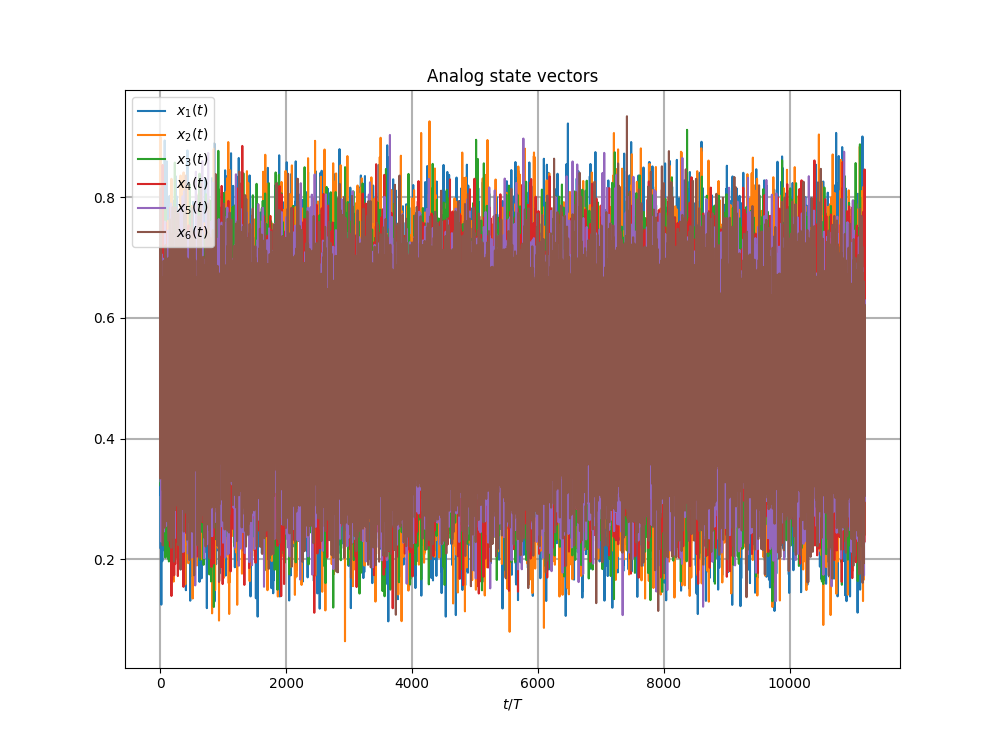 Analog state vectors
x₁(t)
x₂(t)
x₃(t)
x₄(t)
x₅(t)
x₆(t)
0.8
0.6
0.4
0.2
0 2000 4000 6000 8000 10000
t/T